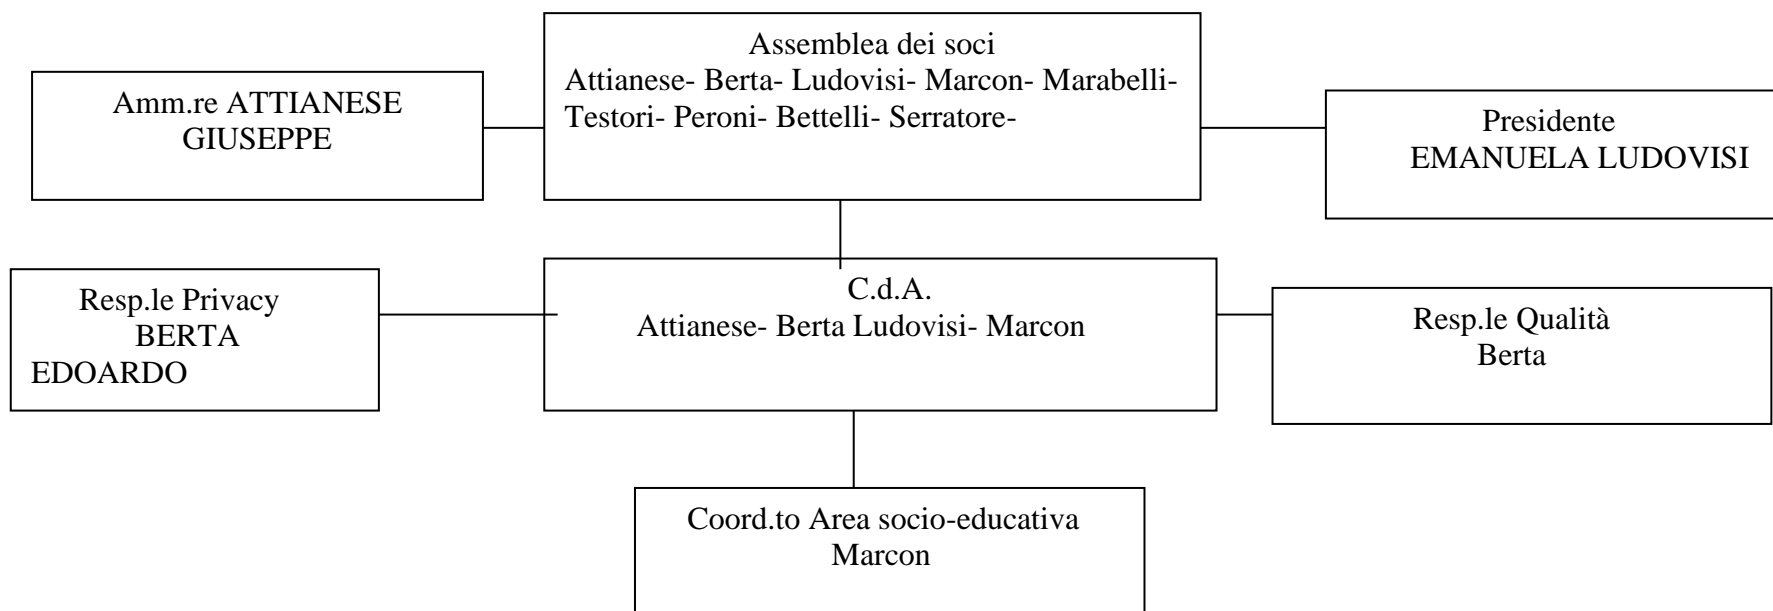 Assemblea dei soci
Attianese- Berta- Ludovisi- Marcon- Marabelli-
Testori- Peroni- Bettelli- Serratore-
Amm.re ATTIANESE
GIUSEPPE
Presidente
EMANUELA LUDOVISI
Resp.le Privacy
BERTA
EDOARDO
C.d.A.
Attianese- Berta Ludovisi- Marcon
Resp.le Qualità
Berta
Coord.to Area socio-educativa
Marcon